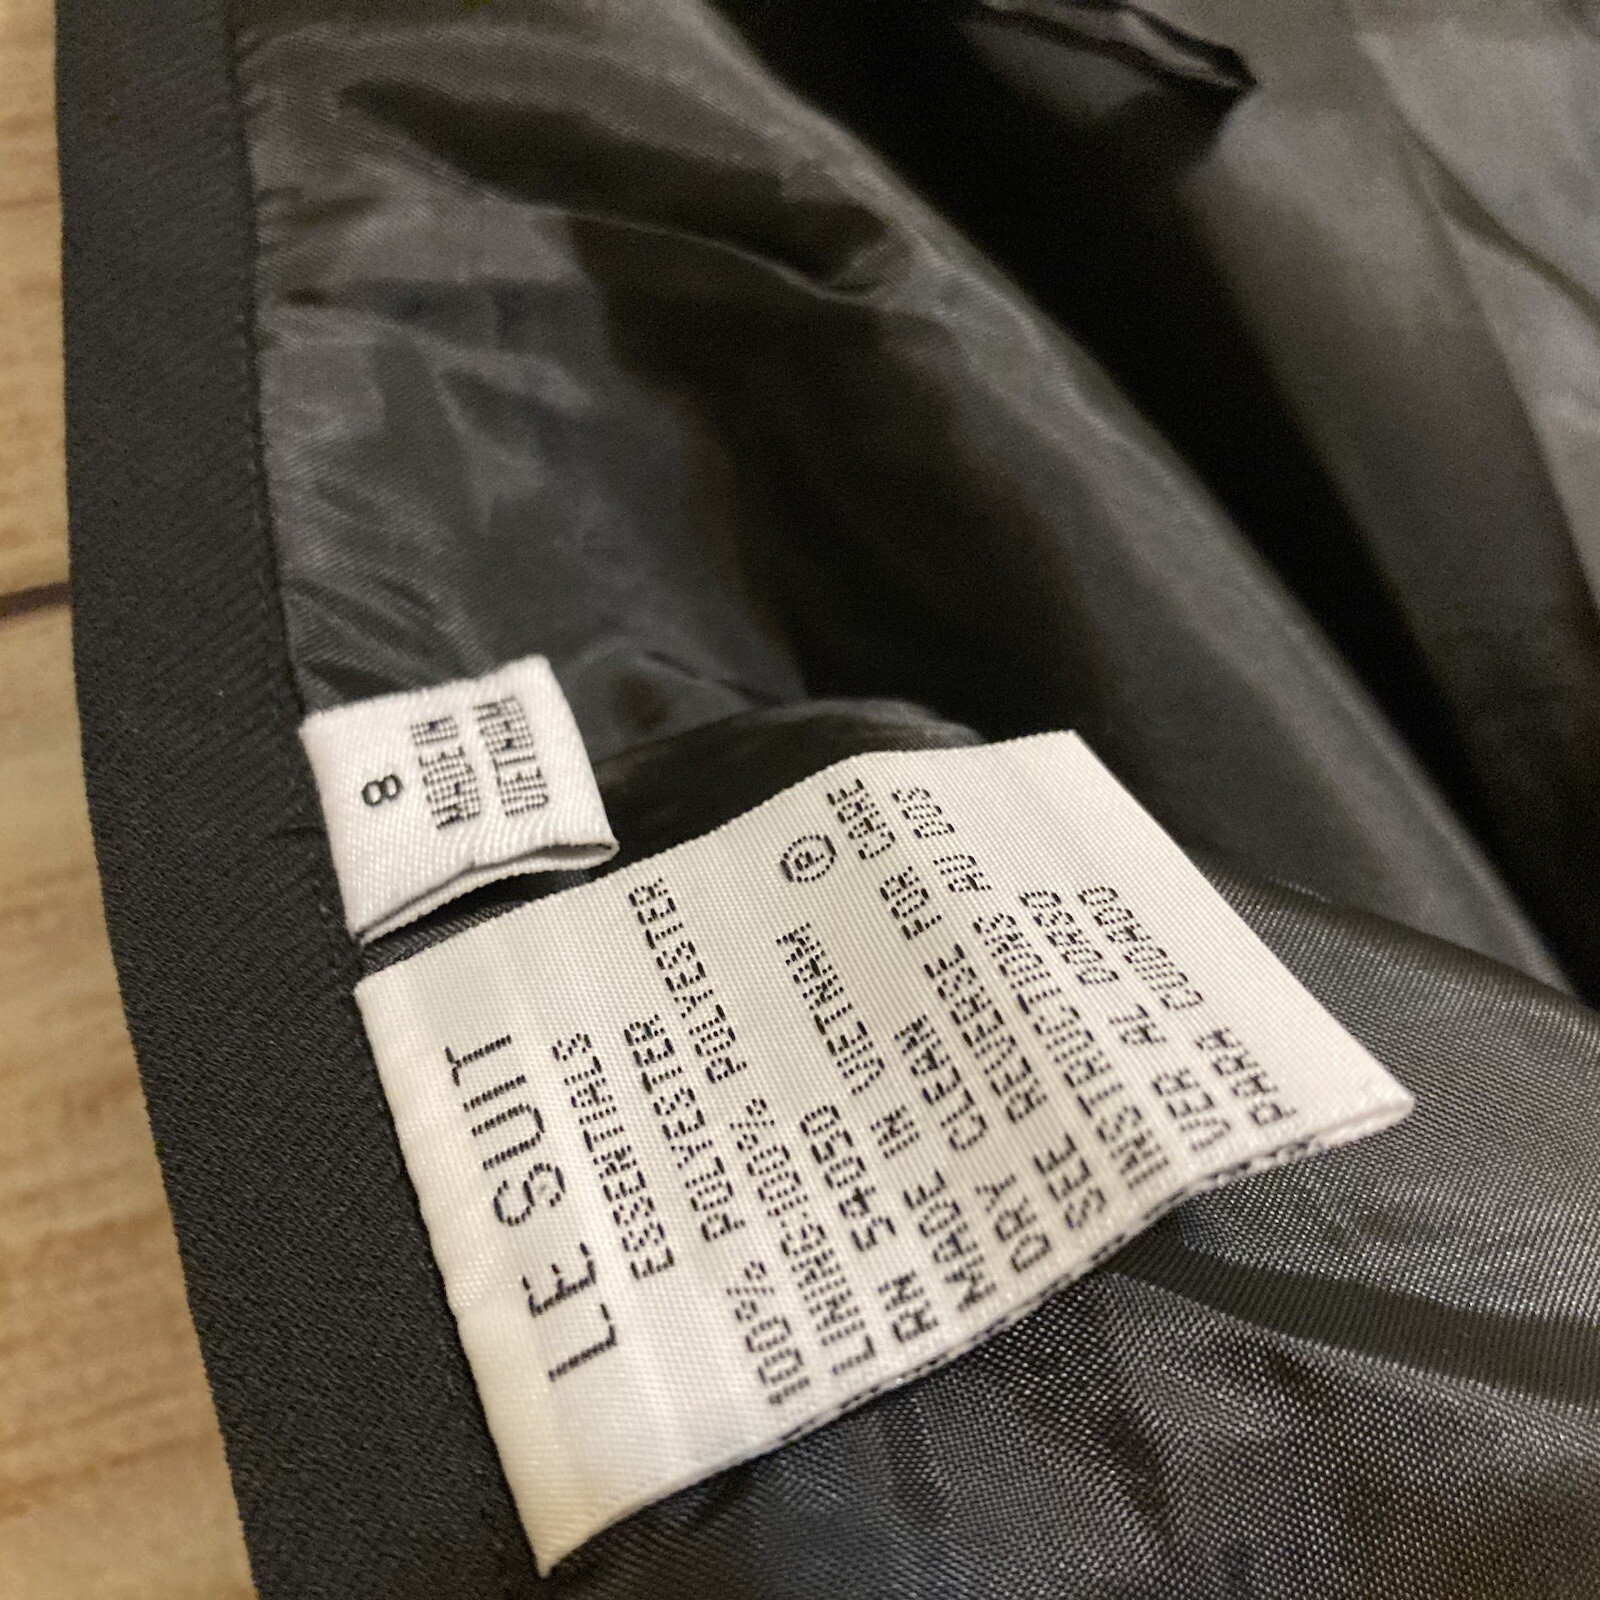 8
MADE IN
VIETNAM
LE SUIT
ESSENTIALS
100% POLYESTER POLYESTER
LINING-100% POLYESTER
RN 54050
MADE IN VIETNAM Ⓟ
DRY CLEAN
SEE REVERSE FOR CARE
INSTRUCTIONS AU DOS
VER AL DORSO
PARA CUIDADO